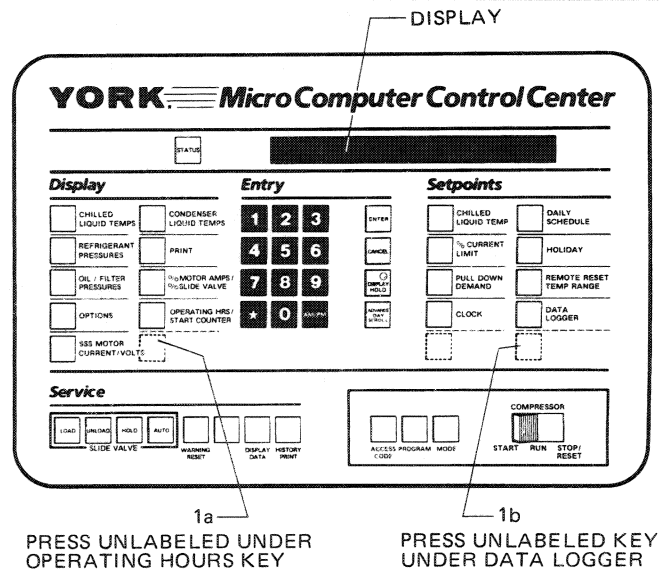 DISPLAY
YORK. Micro Computer Control Center
STATUS
Display
Entry
Setpoints
CHILLED LIQUID TEMPS
CONDENSER LIQUID TEMPS
REFRIGERANT PRESSURES
PRINT
OIL / FILTER PRESSURES
% MOTOR AMPS / % SLIDE VALVE
OPTIONS
OPERATING HRS/ START COUNTER
SSS MOTOR CURRENT/VOLTS
1 2 3
ENTER
4 5 6
CANCEL
7 8 9
DISPLAY HOLD
* 0
ADVANCE DAY SCROLL
CHILLED LIQUID TEMP
DAILY SCHEDULE
% CURRENT LIMIT
HOLIDAY
PULL DOWN DEMAND
REMOTE RESET TEMP RANGE
CLOCK
DATA LOGGER
Service
LOAD UNLOAD HOLD AUTO
SLIDE VALVE
WARNING RESET
DISPLAY DATA
HISTORY PRINT
ACCESS CODE
PROGRAM
MODE
COMPRESSOR
START RUN STOP/ RESET
1a
PRESS UNLABELED UNDER
OPERATING HOURS KEY
1b
PRESS UNLABELED KEY
UNDER DATA LOGGER